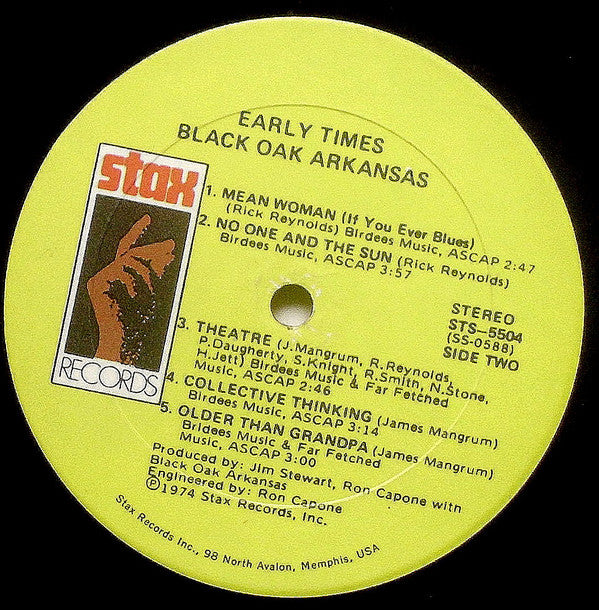 EARLY TIMES
BLACK OAK ARKANSAS
stax
RECORDS
1. MEAN WOMAN (If You Ever Blues)
(Rick Reynolds) Birdees Music, ASCAP 2:47
2. NO ONE AND THE SUN (Rick Reynolds)
Birdees Music, ASCAP 3:57
STEREO
STS-5504
(SS-0588)
SIDE TWO
3. THEATRE (J. Mangrum, R. Reynolds,
P. Daugherty, S. Knight, R. Smith, N. Stone,
H. Jett) Birdees Music & Far Fetched
Music, ASCAP 2:46
4. COLLECTIVE THINKING (James Mangrum)
Birdees Music, ASCAP 3:14
5. OLDER THAN GRANDPA (James Mangrum)
Birdees Music & Far Fetched
Music, ASCAP 3:00
Produced by: Jim Stewart, Ron Capone with
Black Oak Arkansas
Engineered by: Ron Capone
Ⓟ1974 Stax Records, Inc.
Stax Records Inc., 98 North Avalon, Memphis, USA